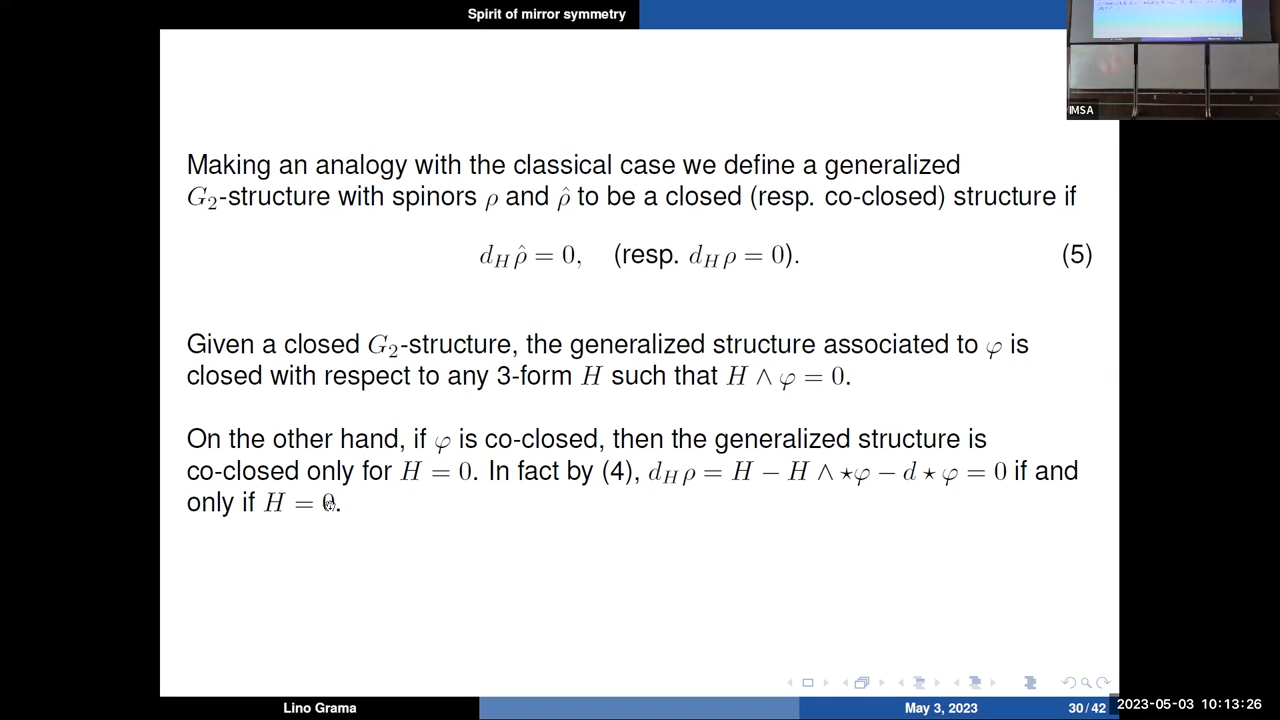 Spirit of mirror symmetry
IMSA
Making an analogy with the classical case we define a generalized
G₂-structure with spinors ρ and ρ̂ to be a closed (resp. co-closed) structure if
d_H ρ̂ = 0, (resp. d_H ρ = 0). (5)
Given a closed G₂-structure, the generalized structure associated to φ is
closed with respect to any 3-form H such that H ∧ φ = 0.
On the other hand, if φ is co-closed, then the generalized structure is
co-closed only for H = 0. In fact by (4), d_H ρ = H − H ∧ ⋆φ − d ⋆ φ = 0 if and
only if H = 0.
Lino Grama May 3, 2023 30 / 42
2023-05-03 10:13:26